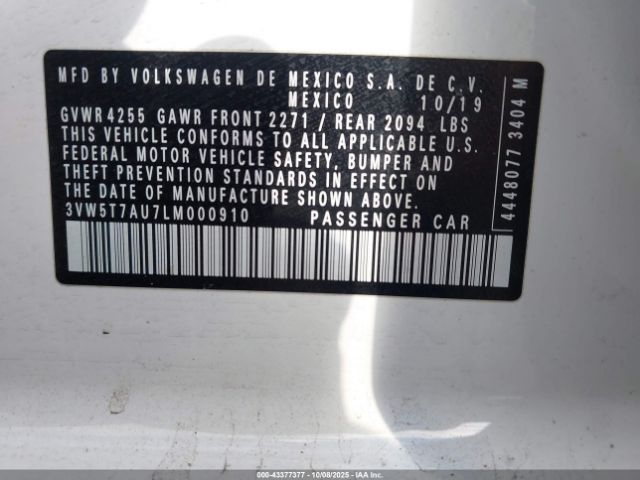 MFD BY VOLKSWAGEN DE MEXICO S.A. DE C.V.
MEXICO 10/19
GVWR 4255 GAWR FRONT 2271 / REAR 2094 LBS
THIS VEHICLE CONFORMS TO ALL APPLICABLE U.S.
FEDERAL MOTOR VEHICLE SAFETY, BUMPER AND
THEFT PREVENTION STANDARDS IN EFFECT ON
THE DATE OF MANUFACTURE SHOWN ABOVE.
3VW5T7AU7LM000910 PASSENGER CAR
4448077 3404 M
000-43377377 - 10/08/2025 - IAAI.COM